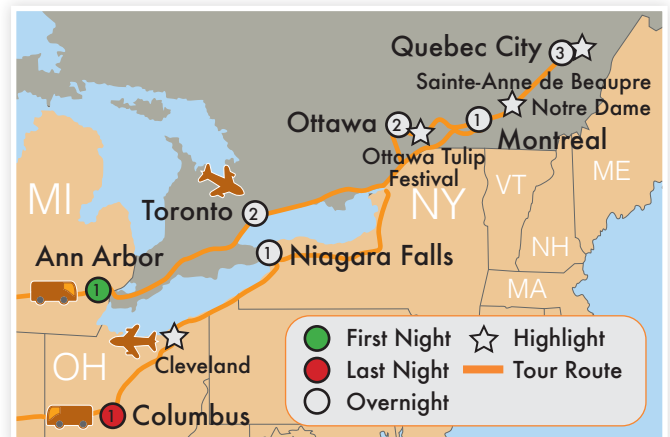 Quebec City
3
Sainte-Anne de Beaupre
Notre Dame
Ottawa
2
1
Montreal
Ottawa Tulip
Festival
MI
VT
ME
NY
Toronto
2
NH
Ann Arbor
1
1
Niagara Falls
MA
OH
Cleveland
1
Columbus
First Night
Highlight
Last Night
Tour Route
Overnight